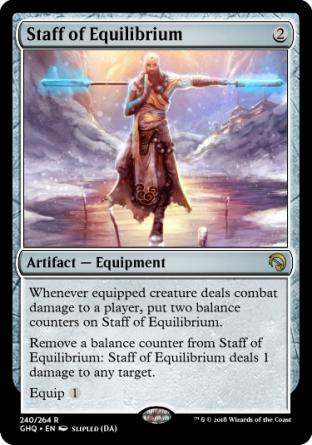 Staff of Equilibrium 2
Artifact — Equipment
Whenever equipped creature deals combat
damage to a player, put two balance
counters on Staff of Equilibrium.
Remove a balance counter from Staff of
Equilibrium: Staff of Equilibrium deals 1
damage to any target.
Equip 1
240/264 R
GHQ • EN SLIPLED (DA)
™ & © 2018 Wizards of the Coast